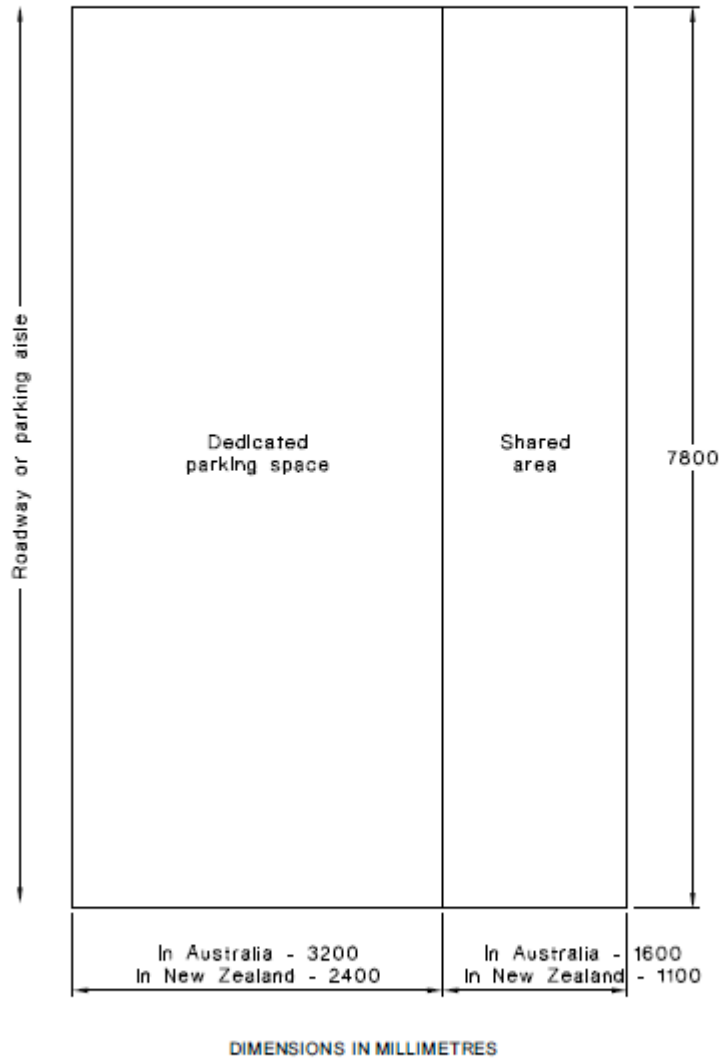 Roadway or parking aisle
Dedicated
parking space
Shared
area
7800
In Australia - 3200
In New Zealand - 2400
In Australia - 1600
In New Zealand - 1100
DIMENSIONS IN MILLIMETRES